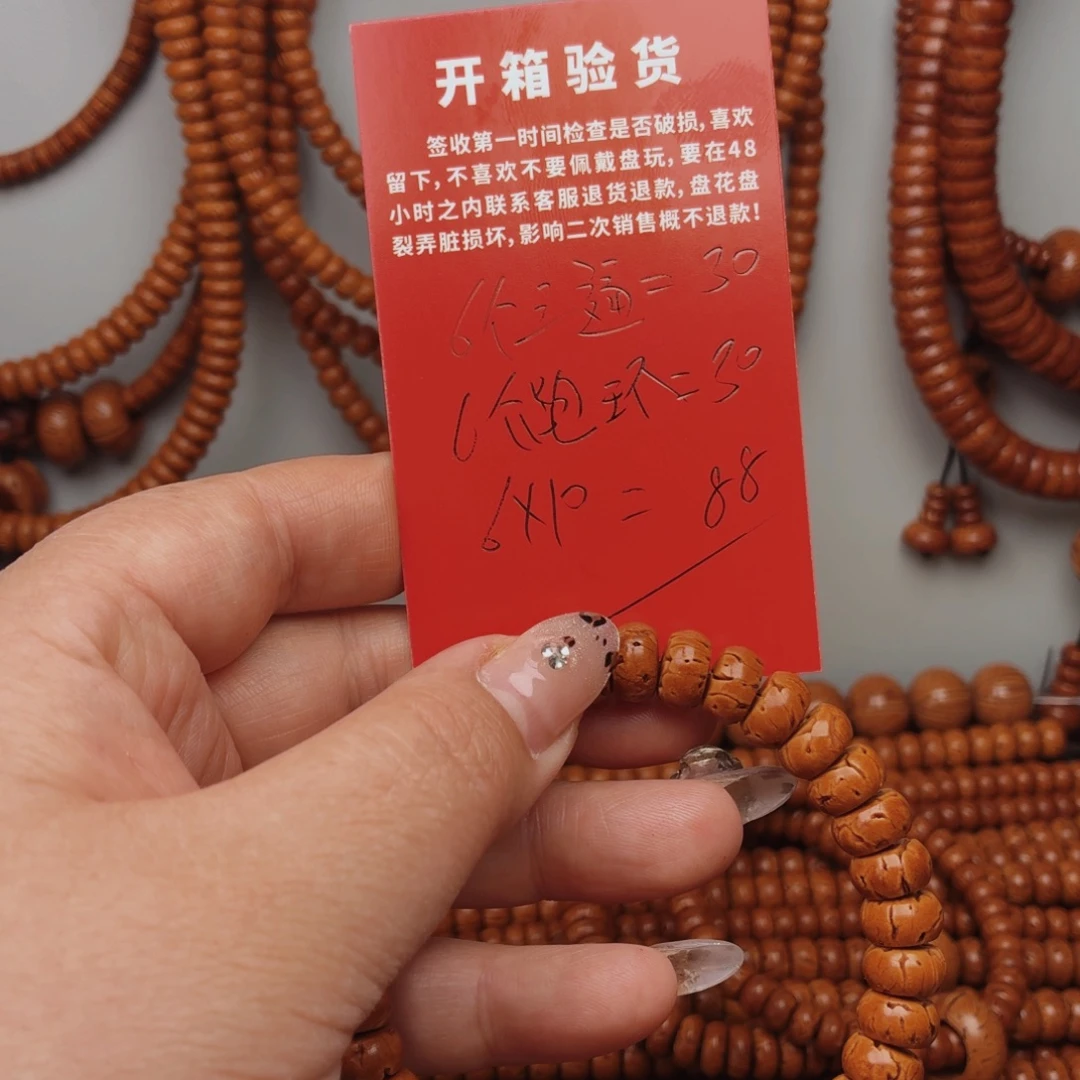 开箱验货
签收第一时间检查是否破损,喜欢
留下,不喜欢不要佩戴盘玩,要在48
小时之内联系客服退货退款,盘花盘
裂弄脏损坏,影响二次销售概不退款!
6个三通=30
6个 环=30
6X10=88